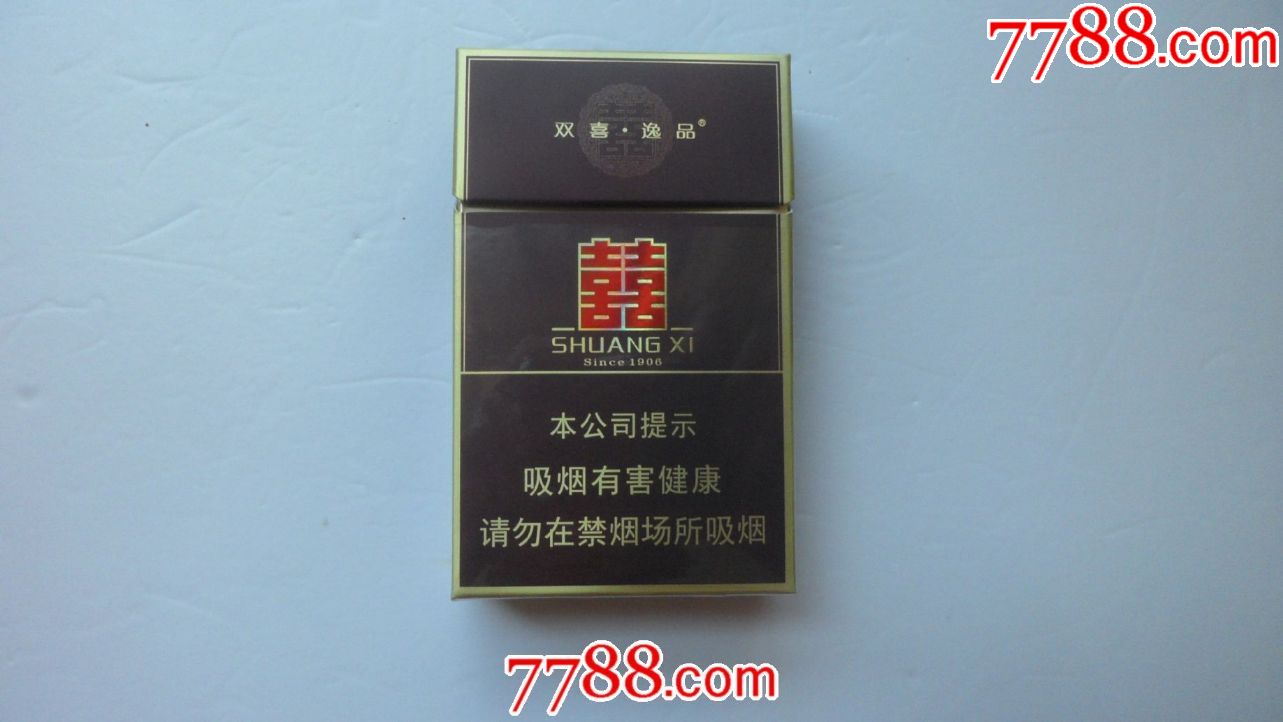 7788.com
双喜·逸品®
囍
SHUANG XI
Since 1906
本公司提示
吸烟有害健康
请勿在禁烟场所吸烟
7788.com